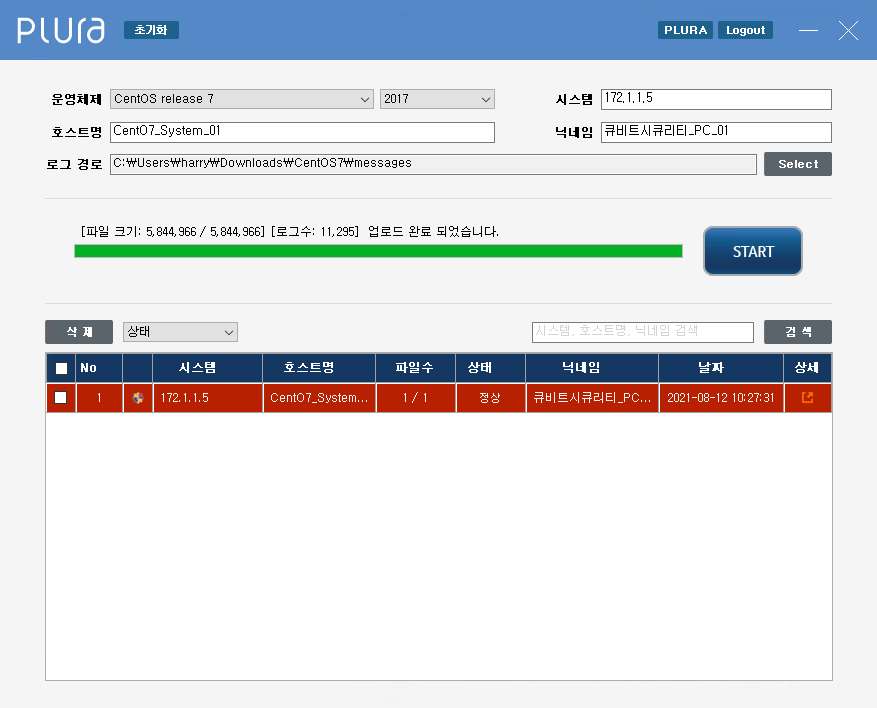 PLURA 초기화 PLURA Logout
운영체제 CentOS release 7 2017 시스템 172.1.1.5
호스트명 CentO7_System_01 닉네임 큐비트시큐리티_PC_01
로그 경로 C:₩Users₩harry₩Downloads₩CentOS7₩messages Select
[파일 크기: 5,844,966 / 5,844,966] [로그수: 11,295] 업로드 완료 되었습니다.
START
삭 제 상태 시스템, 호스트명, 닉네임 검색 검 색
No 시스템 호스트명 파일수 상태 닉네임 날짜 상세
1 172.1.1.5 CentO7_System... 1 / 1 정상 큐비트시큐리티_PC... 2021-08-12 10:27:31